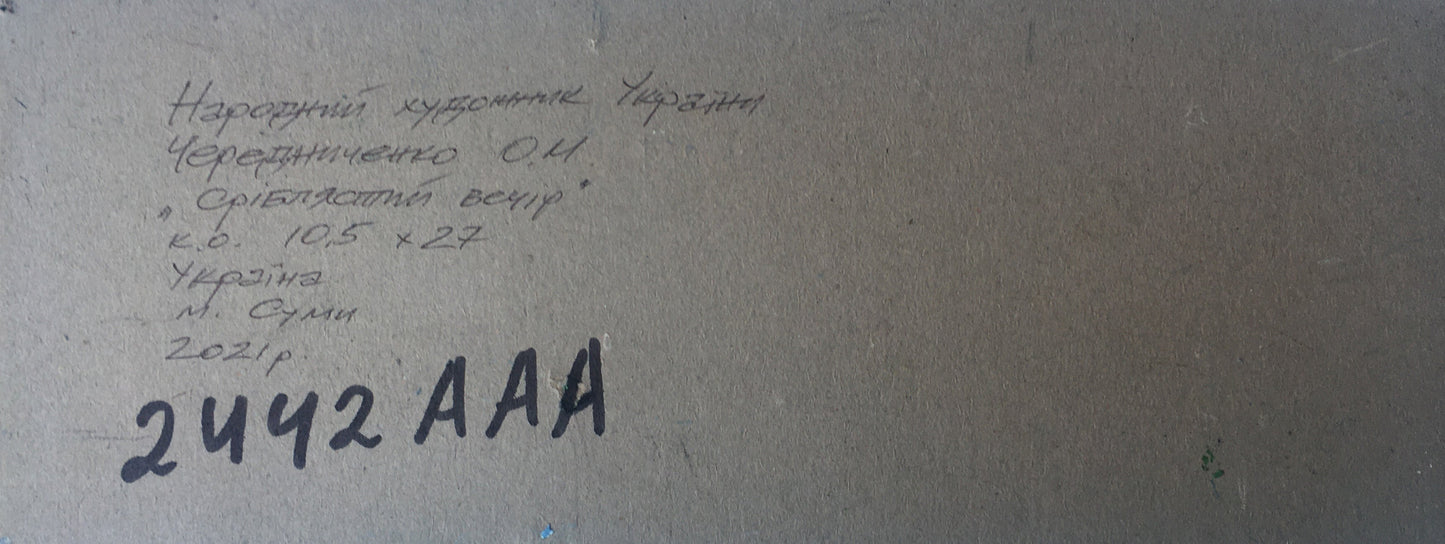 Народний художник України
Чередниченко О.М.
„Сріблястий вечір"
к.о. 10,5 x 27
Україна
м. Суми
2021р.
2442 AAA